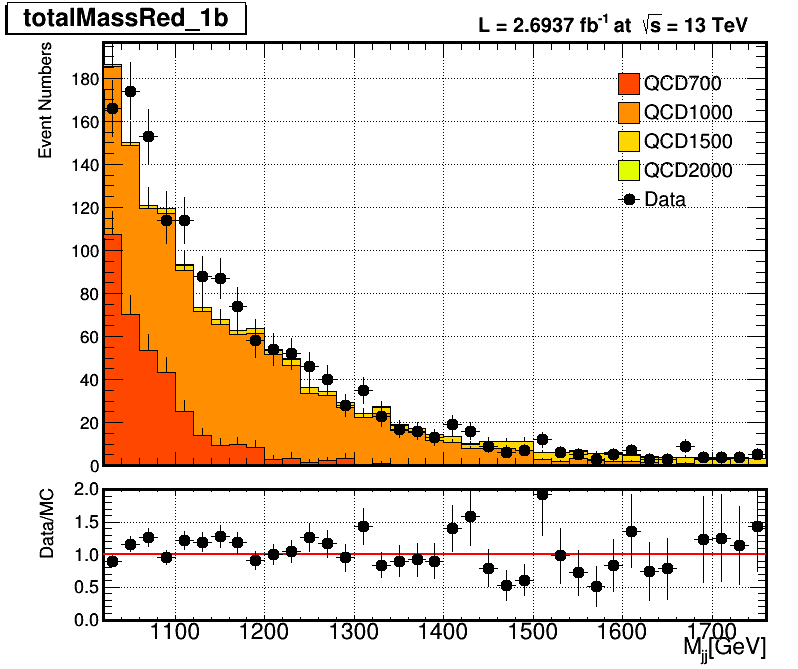 totalMassRed_1b
L = 2.6937 fb⁻¹ at √s = 13 TeV
Event Numbers
180
160
140
120
100
80
60
40
20
0
QCD700
QCD1000
QCD1500
QCD2000
Data
Data/MC
2.0
1.5
1.0
0.5
0.0
1100 1200 1300 1400 1500 1600 1700
Mjj[GeV]